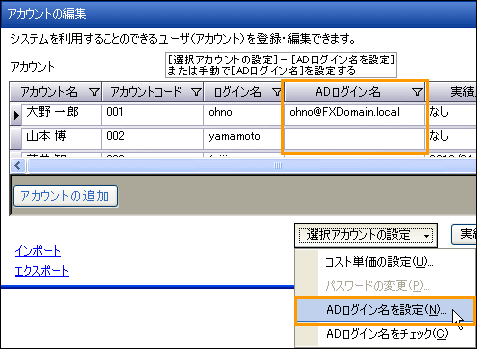 アカウントの編集
システムを利用することのできるユーザ(アカウント)を登録・編集できます。
アカウント
[選択アカウントの設定]－[ADログイン名を設定]
または手動で[ADログイン名]を設定する
アカウント名 アカウントコード ログイン名 ADログイン名 実績
大野 一郎 001 ohno ohno@FXDomain.local なし
山本 博 002 yamamoto なし
アカウントの追加
選択アカウントの設定 実績
インポート
エクスポート
コスト単価の設定(U)...
パスワードの変更(P)...
ADログイン名を設定(N)...
ADログイン名をチェック(C)